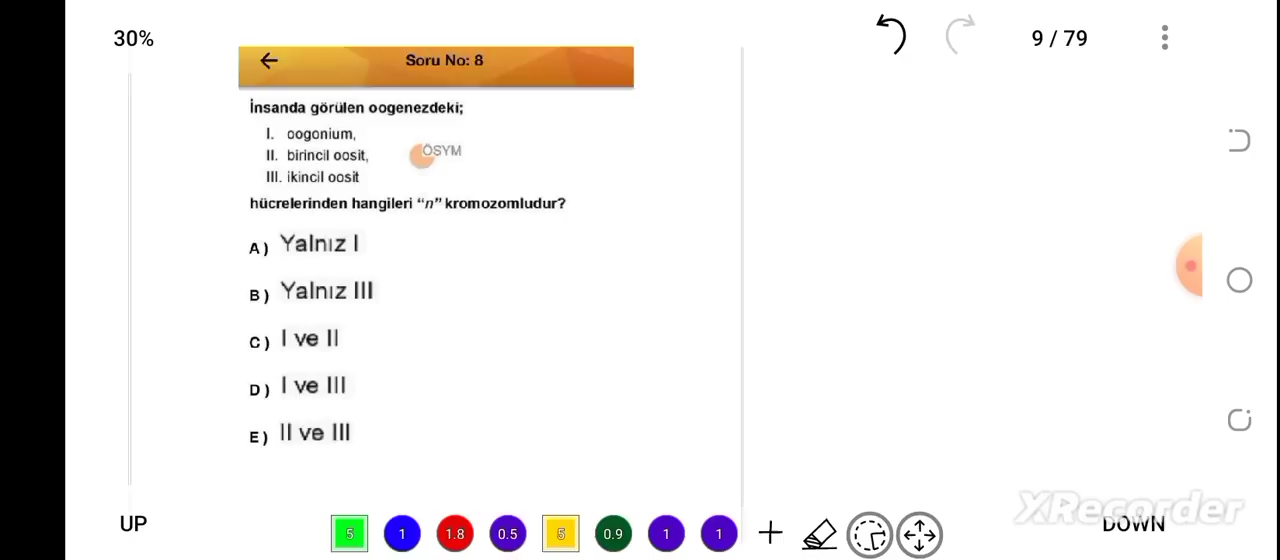 30%
9 / 79
Soru No: 8
İnsanda görülen oogenezdeki;
I. oogonium,
II. birincil oosit,
ÖSYM
III. ikincil oosit
hücrelerinden hangileri “n” kromozomludur?
A) Yalnız I
B) Yalnız III
C) I ve II
D) I ve III
E) II ve III
UP
5 1 1.8 0.5 5 0.9 1 1
XRecorder
DOWN